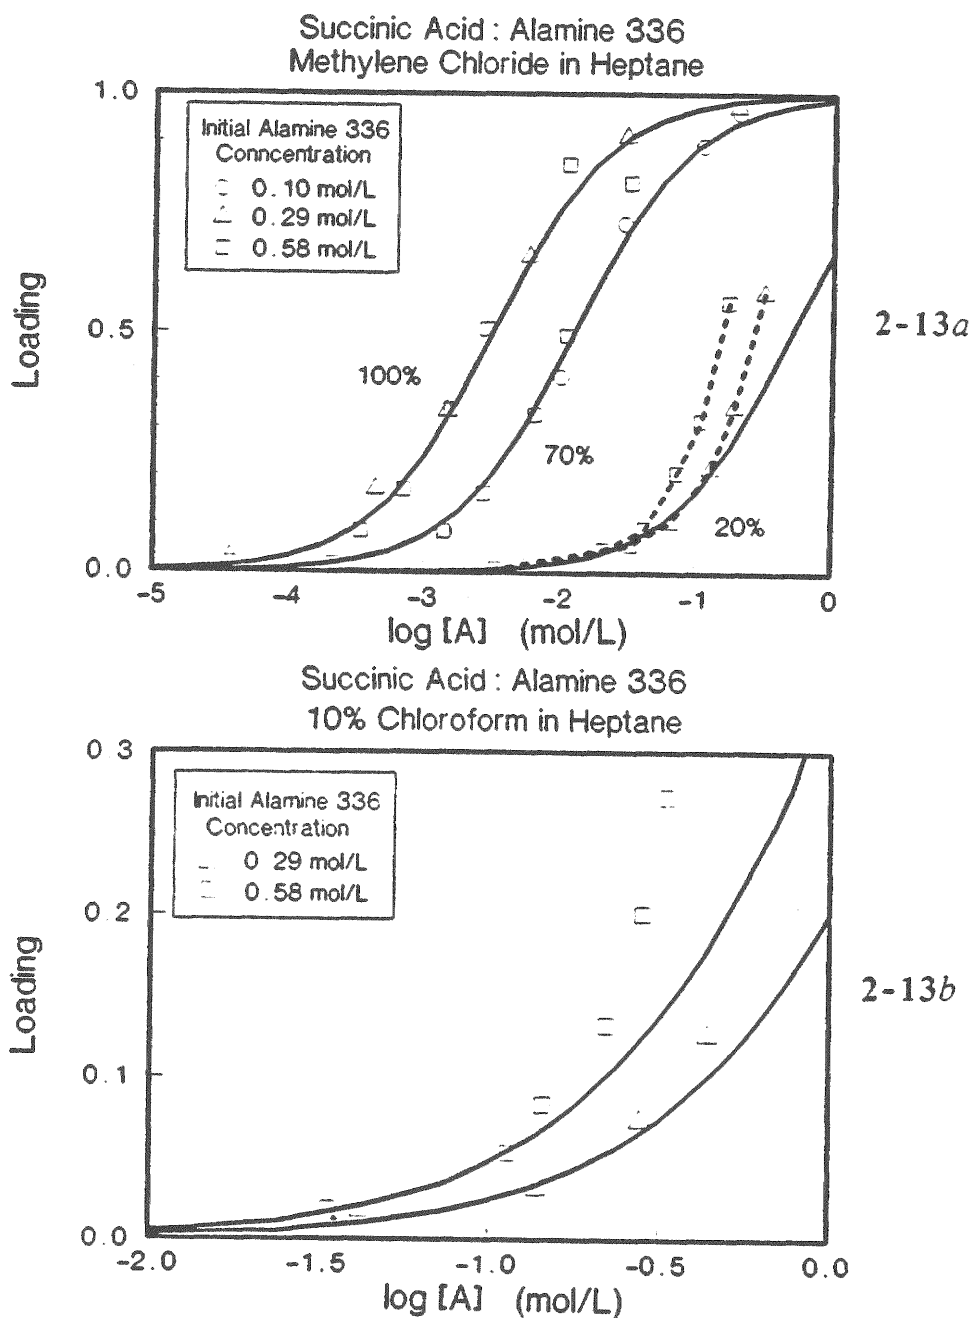 Succinic Acid : Alamine 336
Methylene Chloride in Heptane
1.0
Initial Alamine 336
Conncentration
0.10 mol/L
0.29 mol/L
0.58 mol/L
Loading
0.5
2-13a
100%
70%
20%
0.0
-5 -4 -3 -2 -1 0
log [A] (mol/L)
Succinic Acid : Alamine 336
10% Chloroform in Heptane
0 3
Initial Alamine 336
Concentration
0 29 mol/L
0.58 mol/L
0.2
Loading
2-13b
0.1
0.0
-2.0 -1.5 -1.0 -0.5 0.0
log [A] (mol/L)